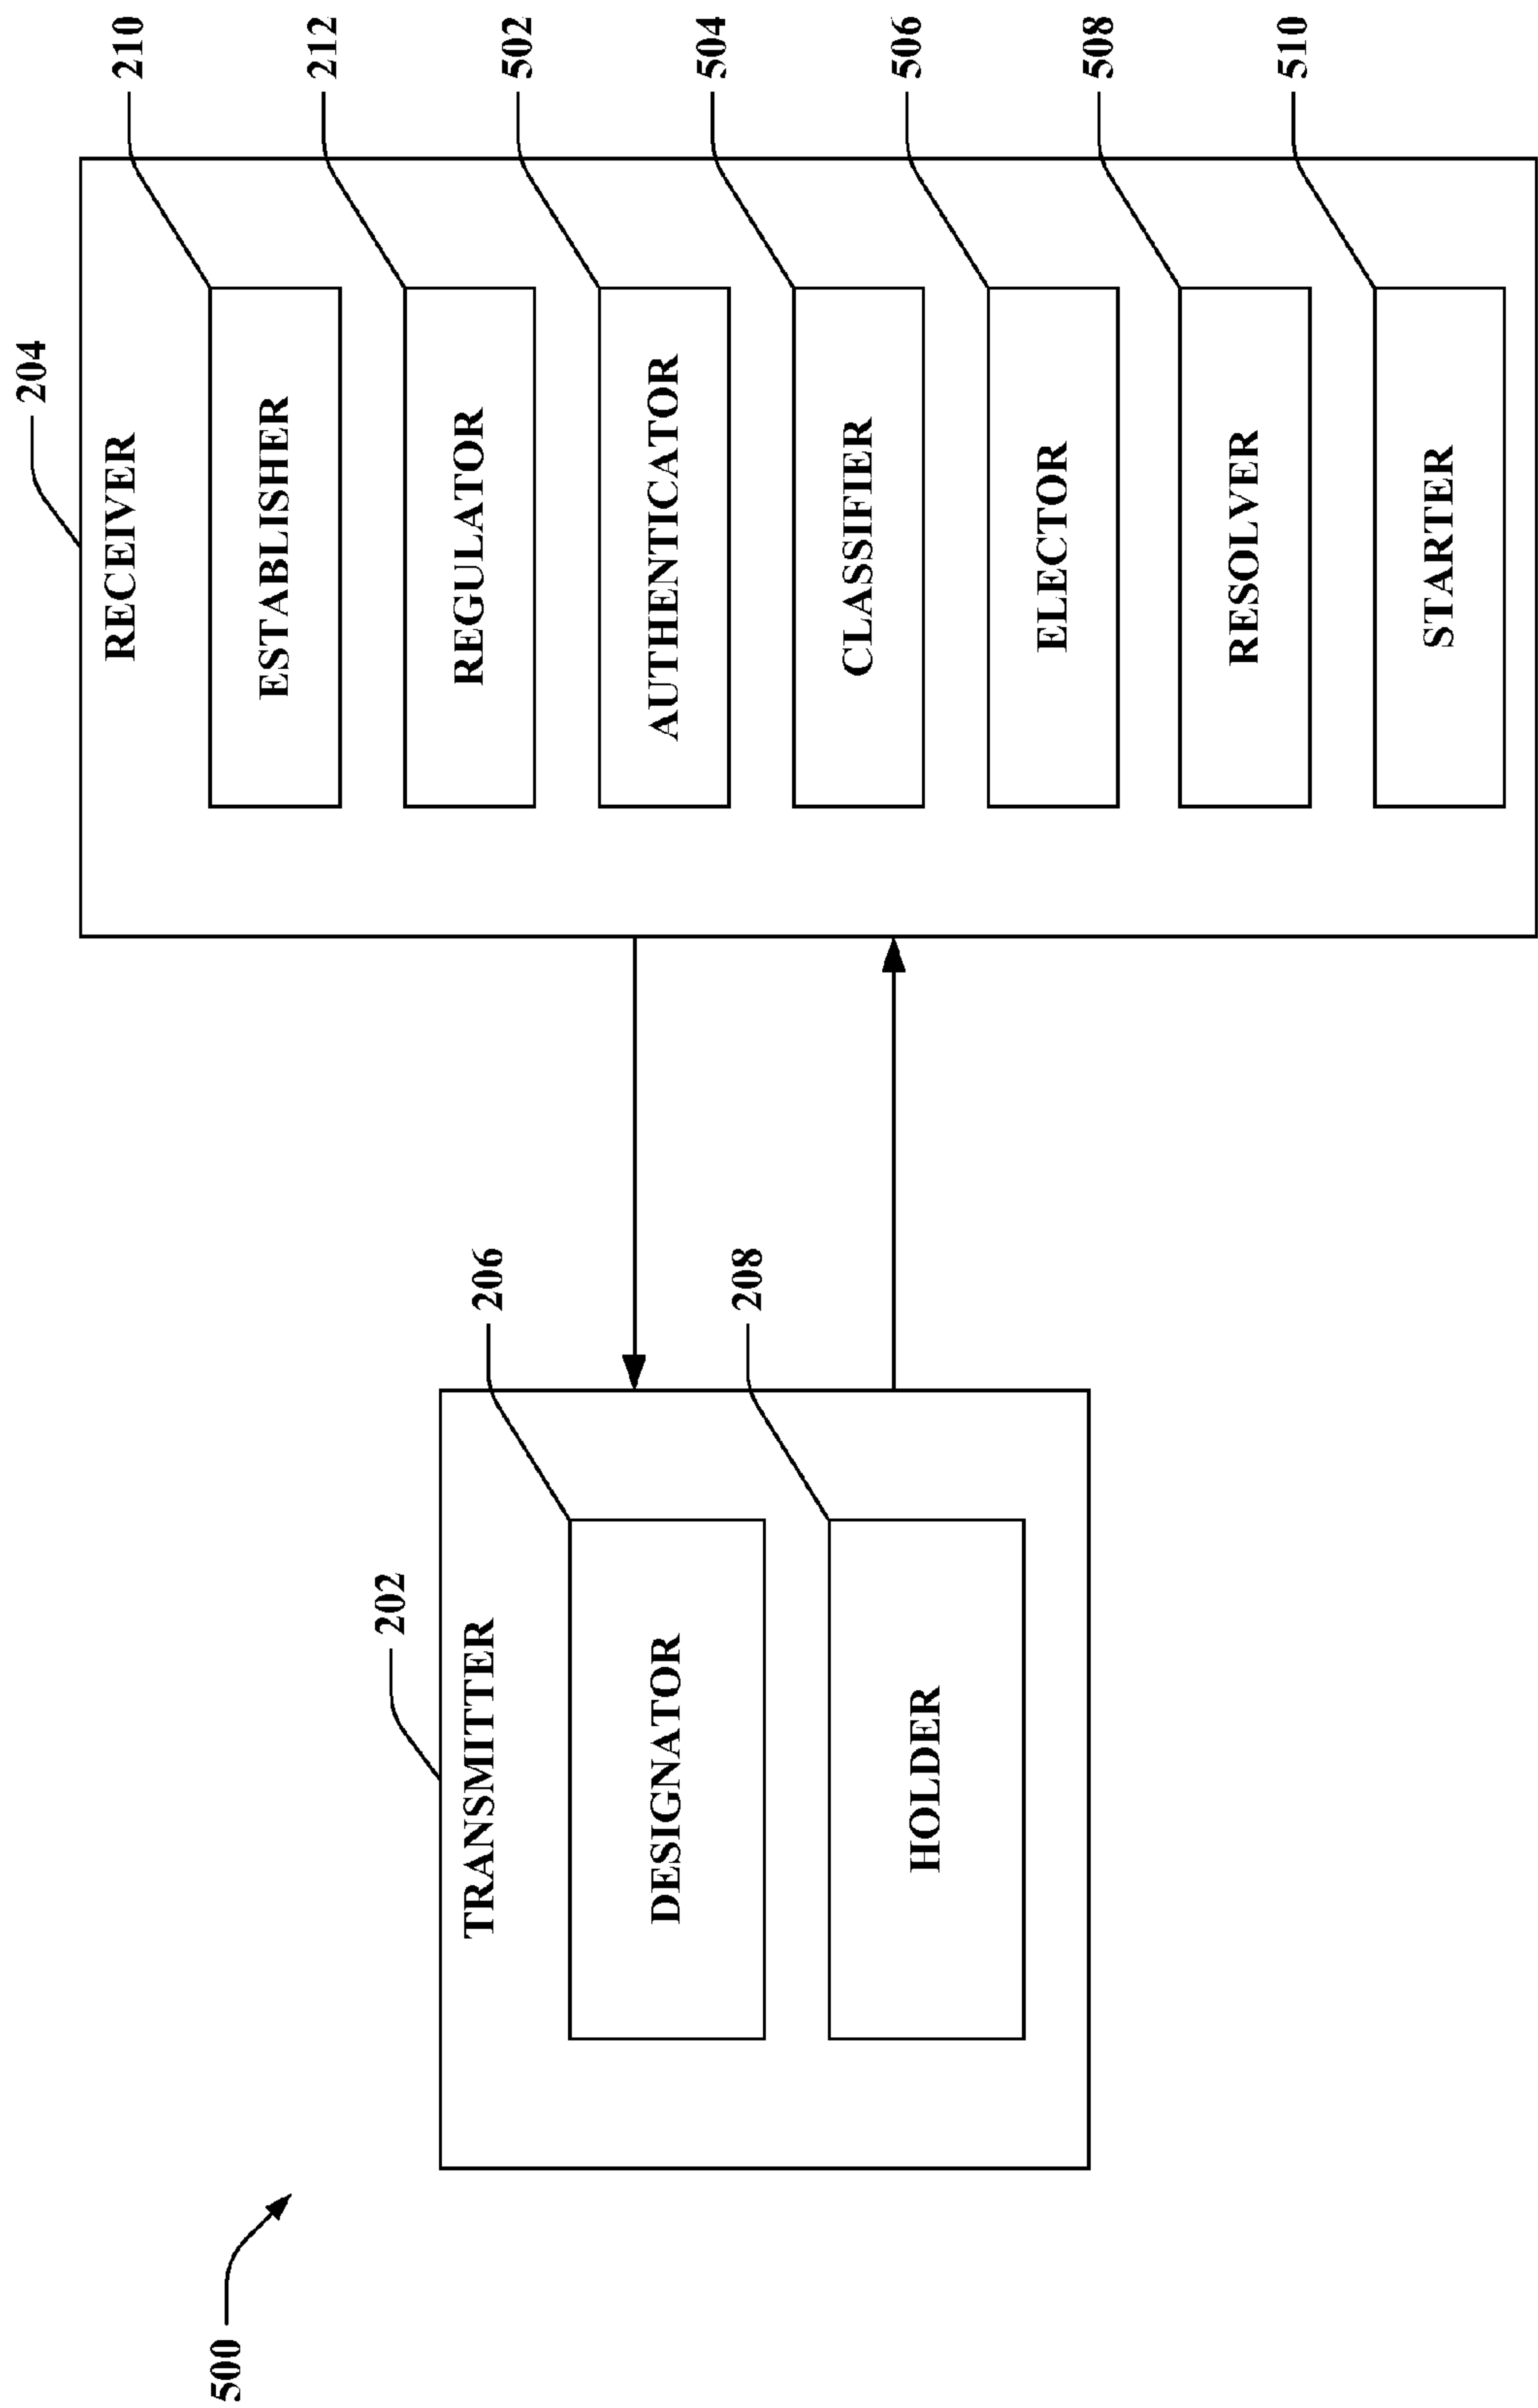 500
202
TRANSMITTER
206
DESIGNATOR
208
HOLDER
204
RECEIVER
210
ESTABLISHER
212
REGULATOR
502
AUTHENTICATOR
504
CLASSIFIER
506
ELECTOR
508
RESOLVER
510
STARTER